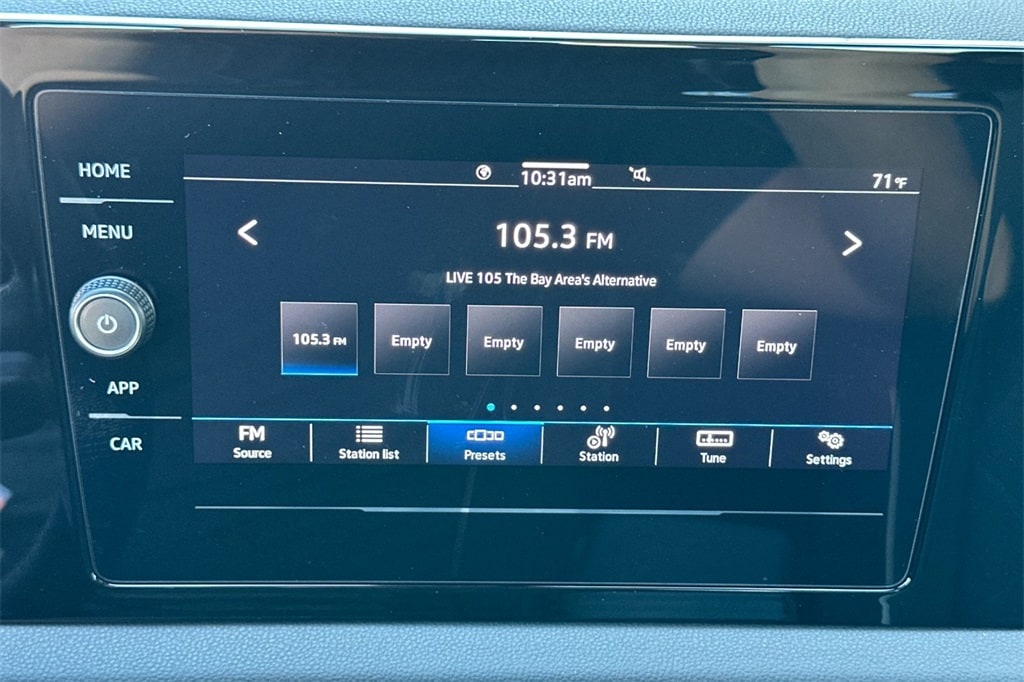 HOME
MENU
APP
CAR
10:31am
71°F
< 105.3 FM >
LIVE 105 The Bay Area's Alternative
105.3 FM Empty Empty Empty Empty Empty
FM
Source Station list Presets Station Tune Settings